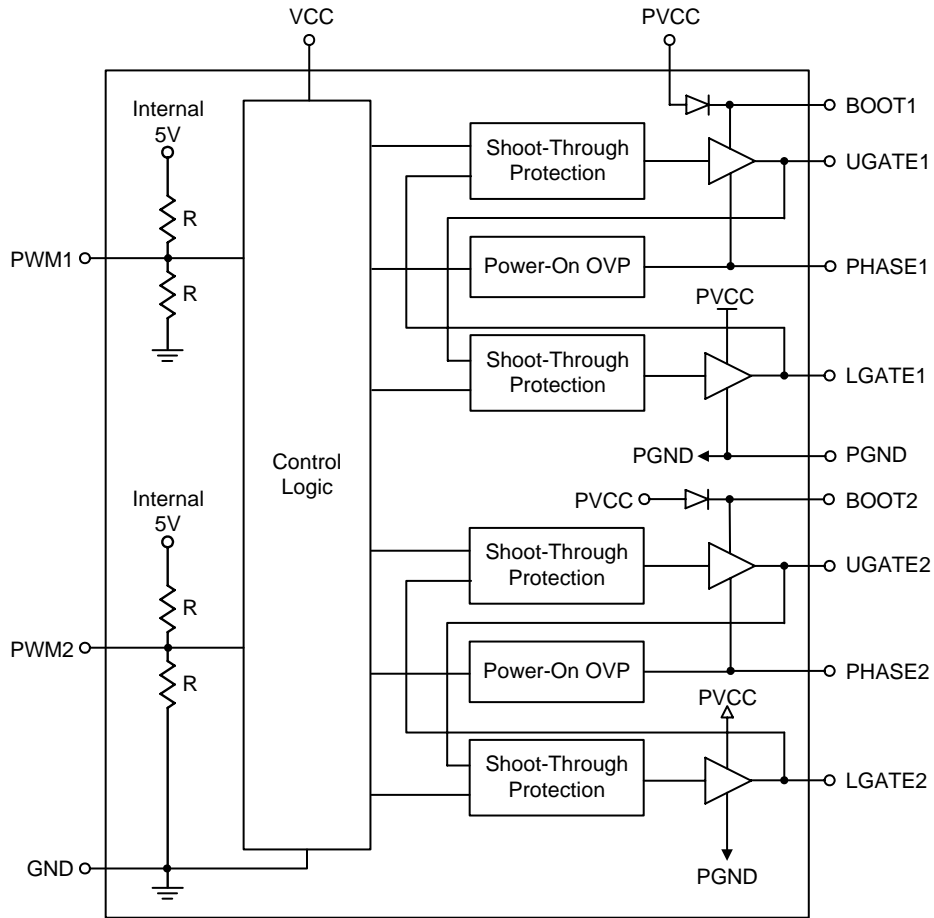 VCC
PVCC
Internal
5V
R
R
PWM1
Shoot-Through
Protection
BOOT1
UGATE1
Power-On OVP
PHASE1
PVCC
Shoot-Through
Protection
LGATE1
Control
Logic
PGND
PGND
Internal
5V
R
R
PWM2
PVCC
BOOT2
Shoot-Through
Protection
UGATE2
Power-On OVP
PHASE2
PVCC
Shoot-Through
Protection
LGATE2
PGND
GND